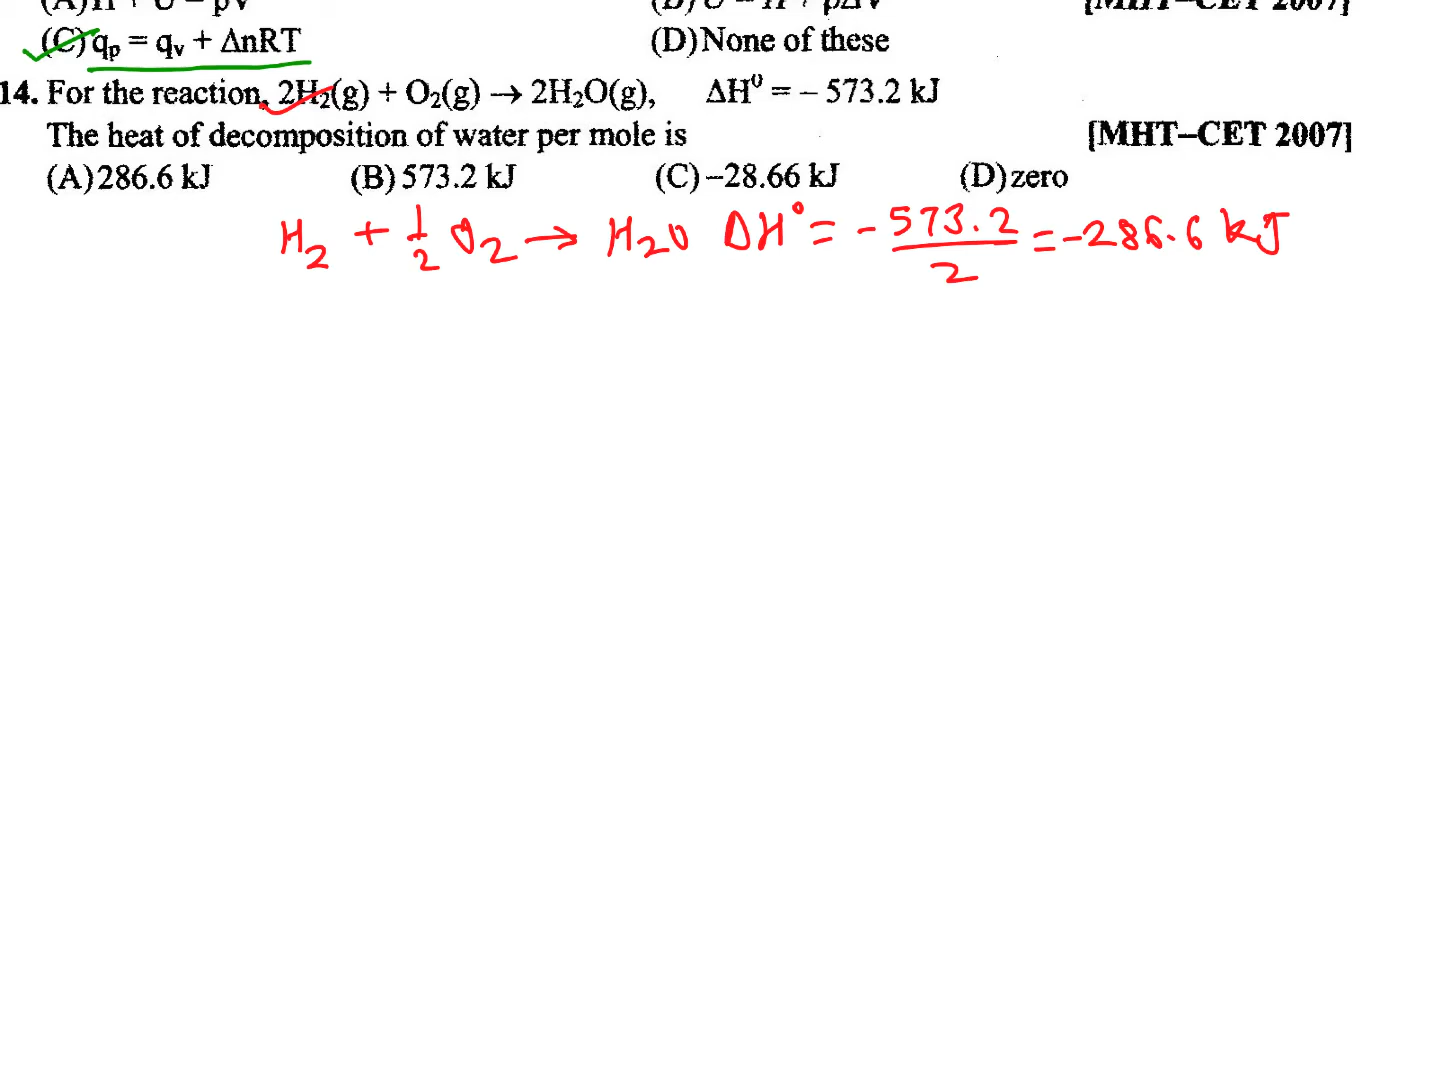 (C) qₚ = qᵥ + ΔnRT (D) None of these
14. For the reaction, 2H₂(g) + O₂(g) → 2H₂O(g), ΔH⁰ = – 573.2 kJ
The heat of decomposition of water per mole is [MHT–CET 2007]
(A) 286.6 kJ (B) 573.2 kJ (C) –28.66 kJ (D) zero
H₂ + 1/2 O₂ → H₂O ΔH° = - 573.2/2 = -286.6 kJ